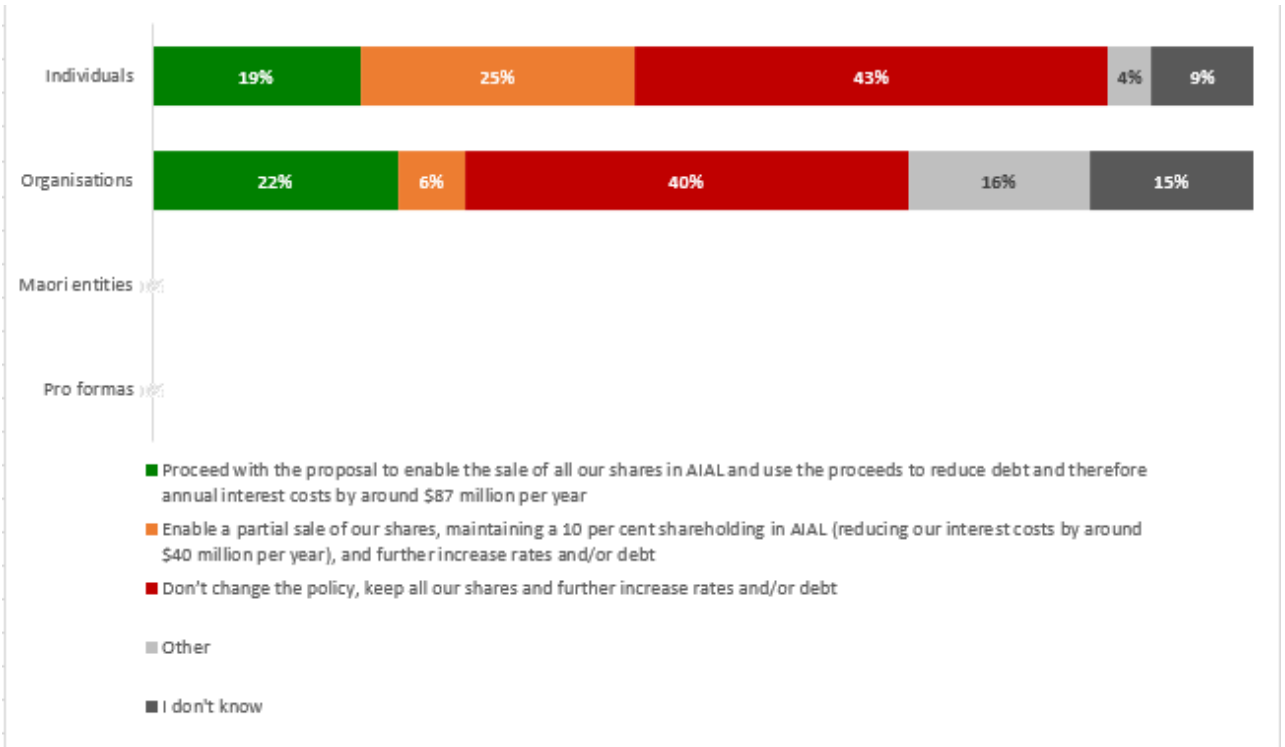 Individuals 19% 25% 43% 4% 9%
Organisations 22% 6% 40% 16% 15%
Maori entities
Pro formas
Proceed with the proposal to enable the sale of all our shares in AIAL and use the proceeds to reduce debt and therefore
annual interest costs by around $87 million per year
Enable a partial sale of our shares, maintaining a 10 per cent shareholding in AIAL (reducing our interest costs by around
$40 million per year), and further increase rates and/or debt
Don't change the policy, keep all our shares and further increase rates and/or debt
Other
I don't know